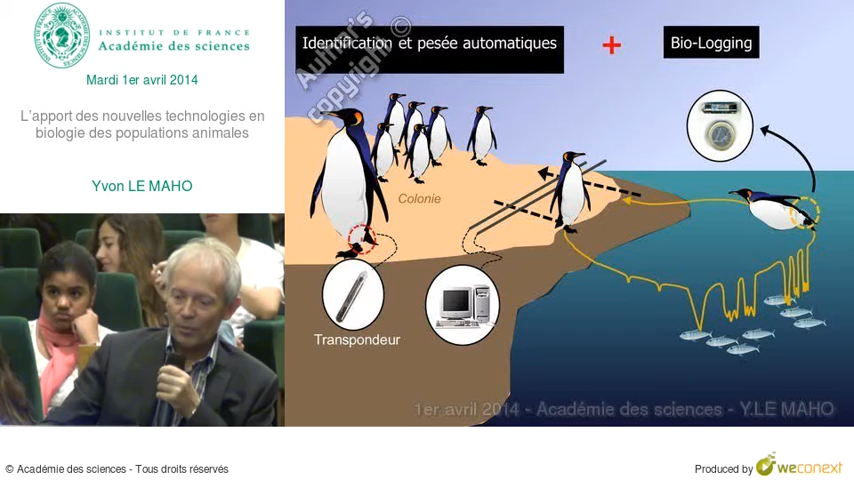 INSTITUT DE FRANCE
Académie des sciences
Mardi 1er avril 2014
L'apport des nouvelles technologies en
biologie des populations animales
Yvon LE MAHO
Author's
copyright ©
Identification et pesée automatiques
+
Bio-Logging
Colonie
Transpondeur
1er avril 2014 - Académie des sciences - Y.LE MAHO
© Académie des sciences - Tous droits réservés
Produced by weconext